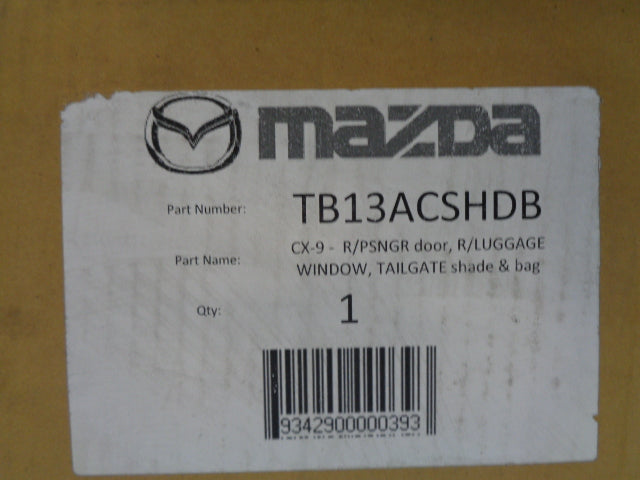 mazda
Part Number: TB13ACSHDB
Part Name: CX-9 - R/PSNGR door, R/LUGGAGE
WINDOW, TAILGATE shade & bag
Qty: 1
9342900000393